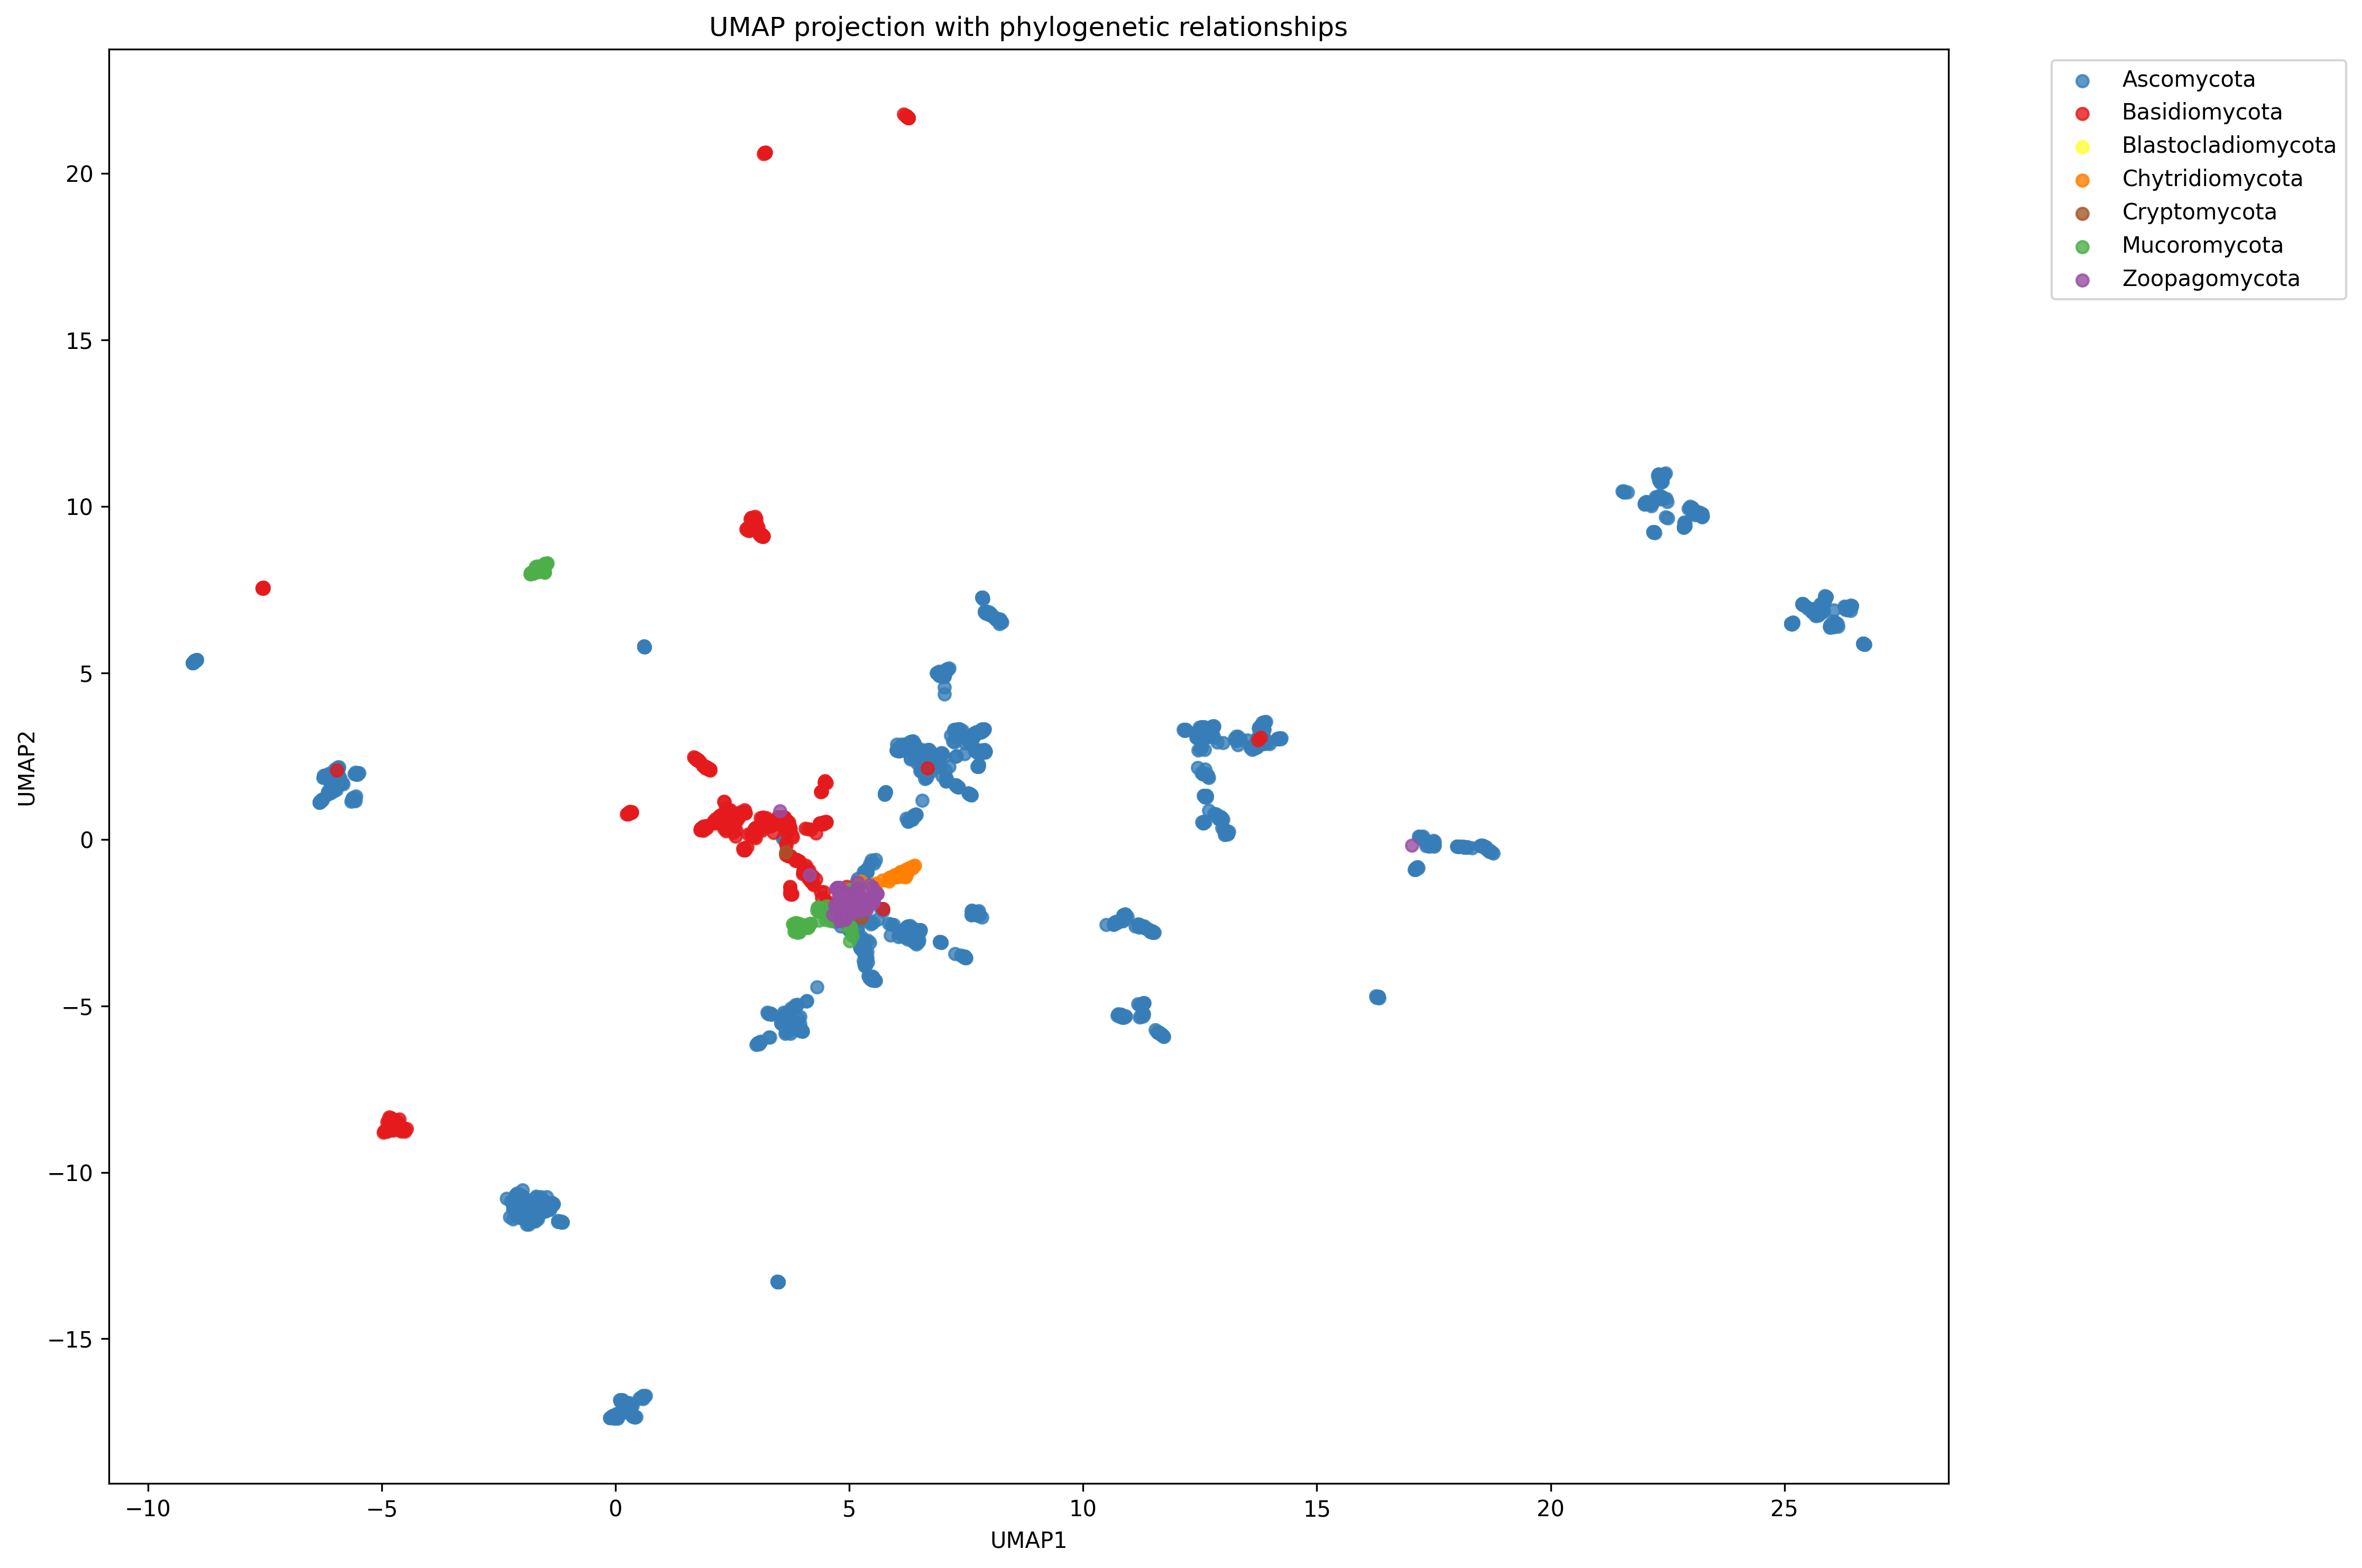 UMAP projection with phylogenetic relationships
Ascomycota
Basidiomycota
Blastocladiomycota
Chytridiomycota
Cryptomycota
Mucoromycota
Zoopagomycota
UMAP2
20
15
10
5
0
−5
−10
−15
−10 −5 0 5 10 15 20 25
UMAP1